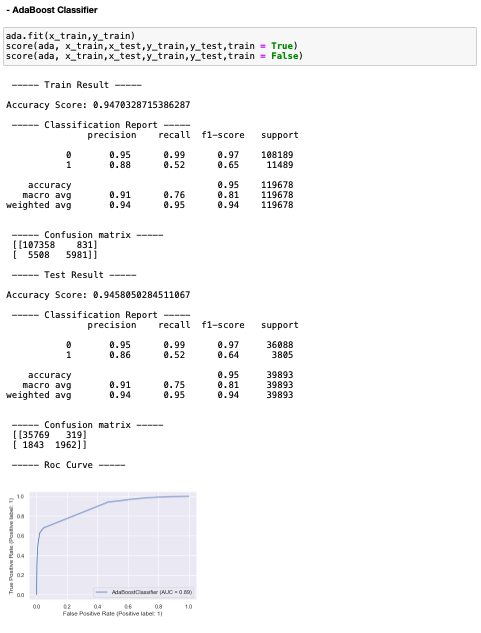 - AdaBoost Classifier
ada.fit(x_train,y_train)
score(ada, x_train,x_test,y_train,y_test,train = True)
score(ada, x_train,x_test,y_train,y_test,train = False)
----- Train Result -----
Accuracy Score: 0.9470328715386287
----- Classification Report -----
precision recall f1-score support
0 0.95 0.99 0.97 108189
1 0.88 0.52 0.65 11489
accuracy 0.95 119678
macro avg 0.91 0.76 0.81 119678
weighted avg 0.94 0.95 0.94 119678
----- Confusion matrix -----
[[107358 831]
[ 5508 5981]]
----- Test Result -----
Accuracy Score: 0.9458050284511067
----- Classification Report -----
precision recall f1-score support
0 0.95 0.99 0.97 36088
1 0.86 0.52 0.64 3805
accuracy 0.95 39893
macro avg 0.91 0.75 0.81 39893
weighted avg 0.94 0.95 0.94 39893
----- Confusion matrix -----
[[35769 319]
[ 1843 1962]]
----- Roc Curve -----
True Positive Rate (Positive label: 1)
1.0
0.8
0.6
0.4
0.2
0.0
AdaBoostClassifier (AUC = 0.89)
0.0 0.2 0.4 0.6 0.8 1.0
False Positive Rate (Positive label: 1)